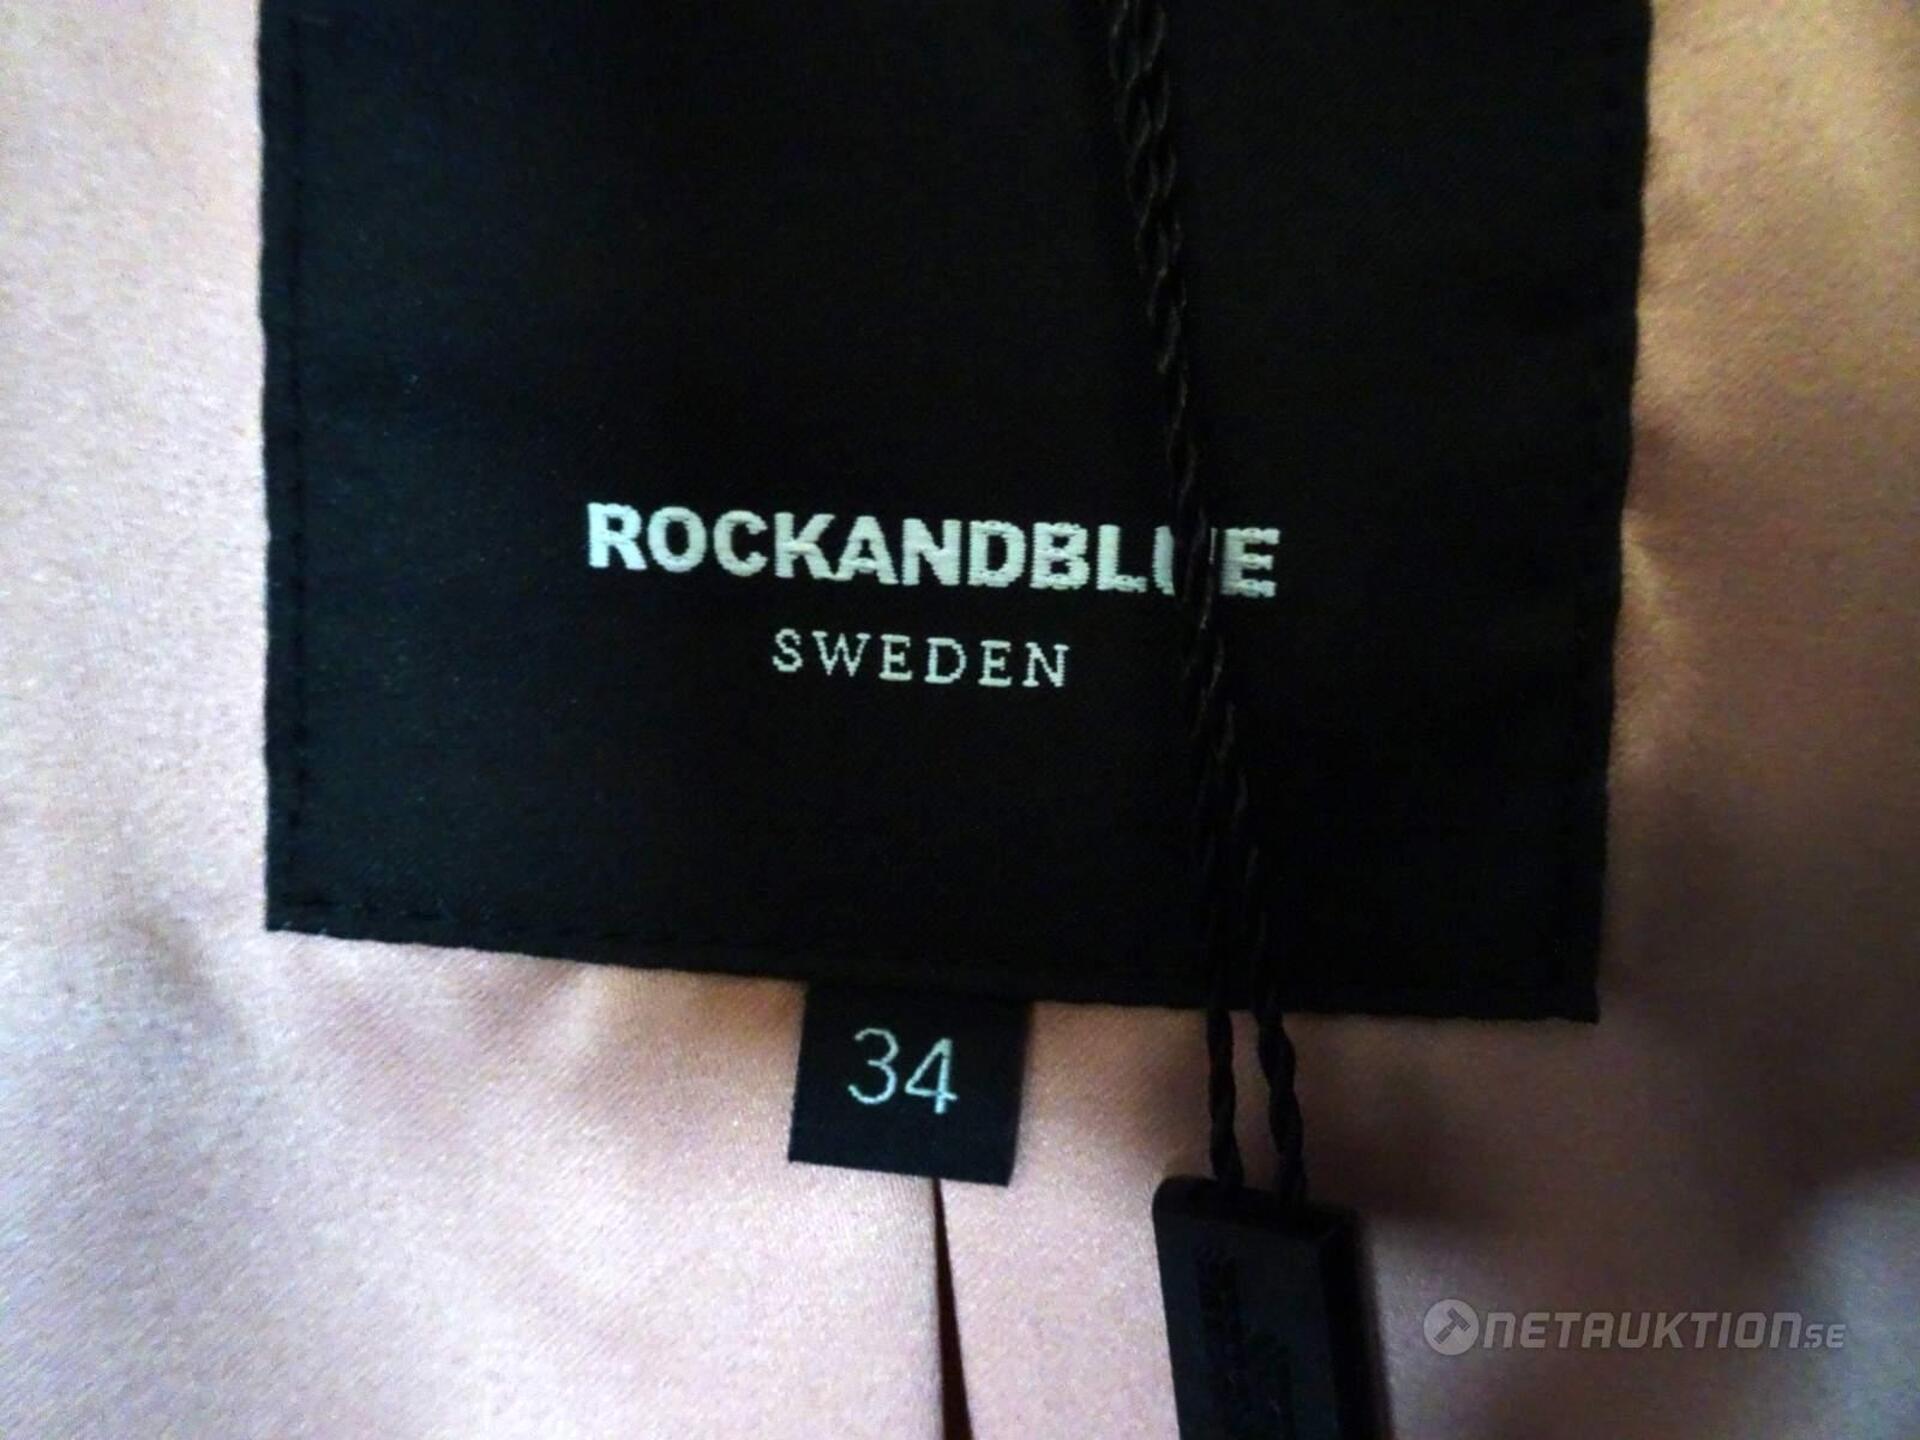 ROCKANDBLUE
SWEDEN
34
NETAUKTION.SE